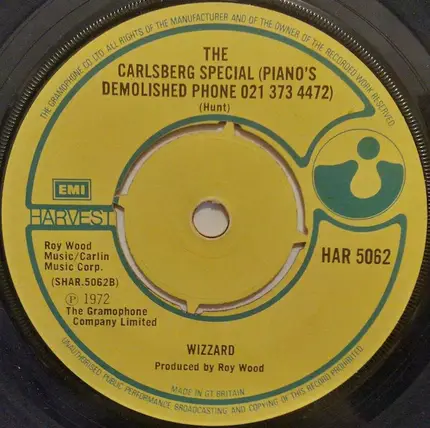 ALL RIGHTS OF THE MANUFACTURER AND OF THE OWNER OF THE RECORDED WORK RESERVED
THE GRAMOPHONE CO. LTD.
THE
CARLSBERG SPECIAL (PIANO'S
DEMOLISHED PHONE 021 373 4472)
(Hunt)
EMI
HARVEST
HAR 5062
Roy Wood
Music/Carlin
Music Corp.
(SHAR.5062B)
Ⓟ 1972
The Gramophone
Company Limited
WIZZARD
Produced by Roy Wood
MADE IN GT. BRITAIN
UNAUTHORISED PUBLIC PERFORMANCE, BROADCASTING AND COPYING OF THIS RECORD PROHIBITED